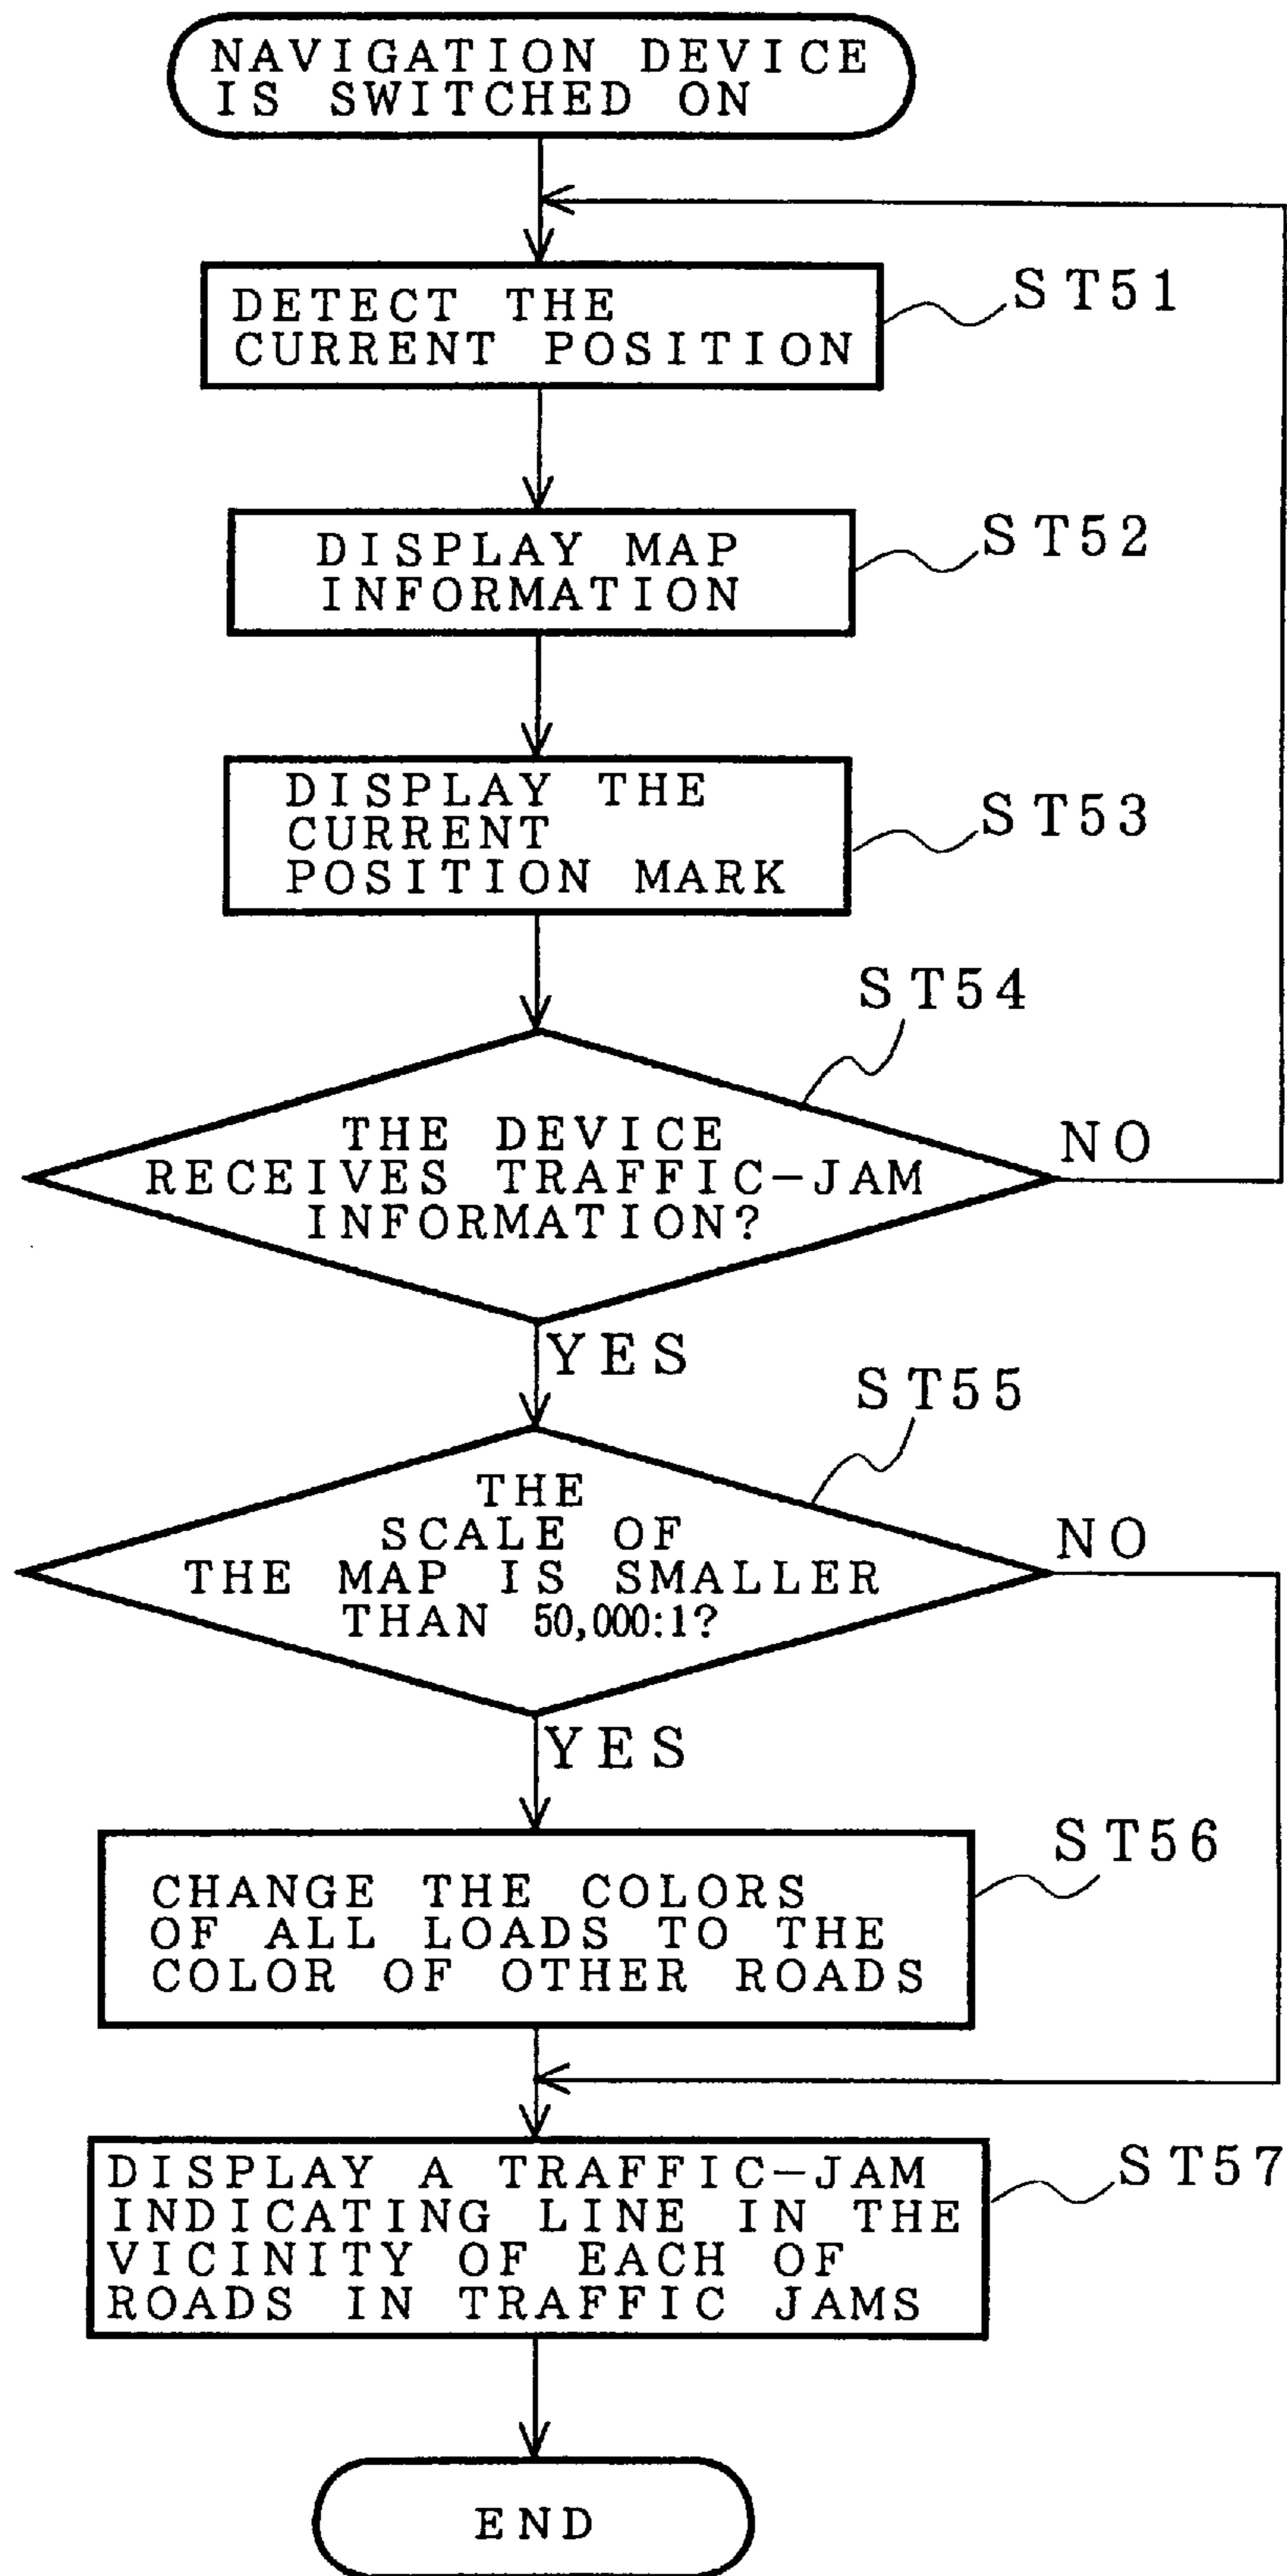 NAVIGATION DEVICE
IS SWITCHED ON
DETECT THE
CURRENT POSITION
ST51
DISPLAY MAP
INFORMATION
ST52
DISPLAY THE
CURRENT
POSITION MARK
ST53
ST54
THE DEVICE
RECEIVES TRAFFIC-JAM
INFORMATION?
NO
YES
ST55
THE
SCALE OF
THE MAP IS SMALLER
THAN 50,000:1?
NO
YES
ST56
CHANGE THE COLORS
OF ALL LOADS TO THE
COLOR OF OTHER ROADS
ST57
DISPLAY A TRAFFIC-JAM
INDICATING LINE IN THE
VICINITY OF EACH OF
ROADS IN TRAFFIC JAMS
END